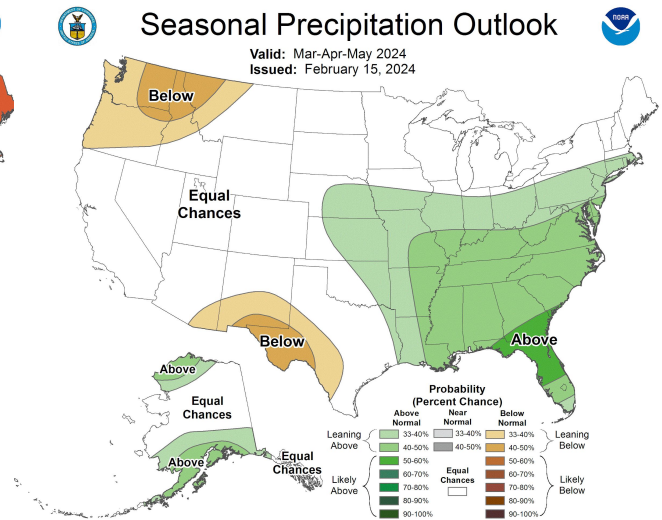 Seasonal Precipitation Outlook
Valid: Mar-Apr-May 2024
Issued: February 15, 2024
NOAA
Below
Equal
Chances
Below
Above
Above
Equal
Chances
Above
Equal
Chances
Probability
(Percent Chance)
Above
Normal
Near
Normal
Below
Normal
Leaning
Above
33-40%
40-50%
33-40%
40-50%
33-40%
40-50%
Leaning
Below
Likely
Above
50-60%
60-70%
70-80%
80-90%
90-100%
Equal
Chances
50-60%
60-70%
70-80%
80-90%
90-100%
Likely
Below